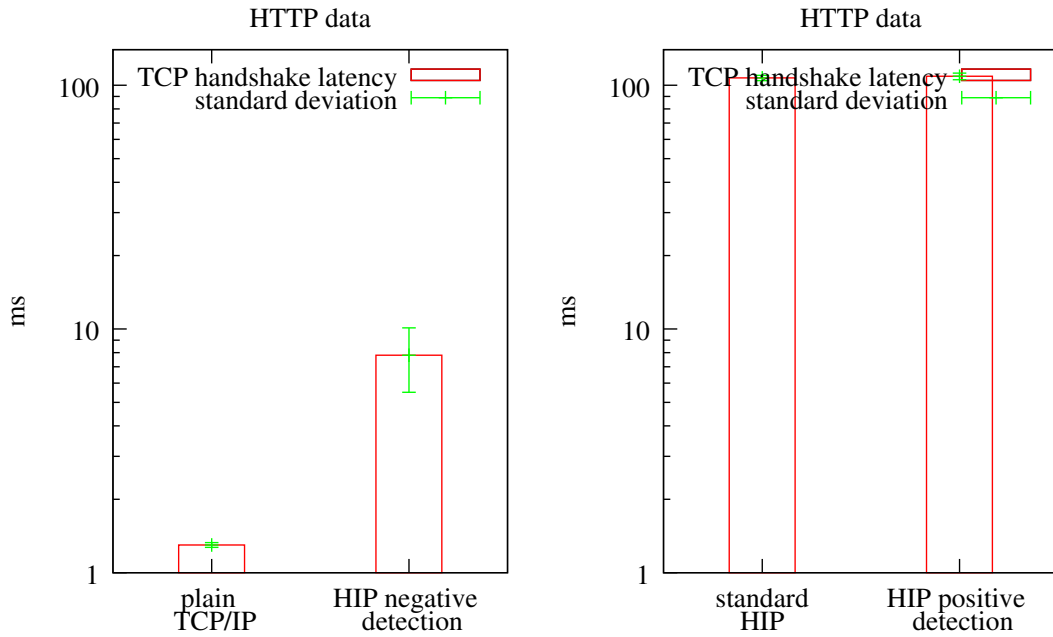 HTTP data
TCP handshake latency
standard deviation
100
10
1
ms
plain
TCP/IP
HIP negative
detection
HTTP data
TCP handshake latency
standard deviation
100
10
1
ms
standard
HIP
HIP positive
detection